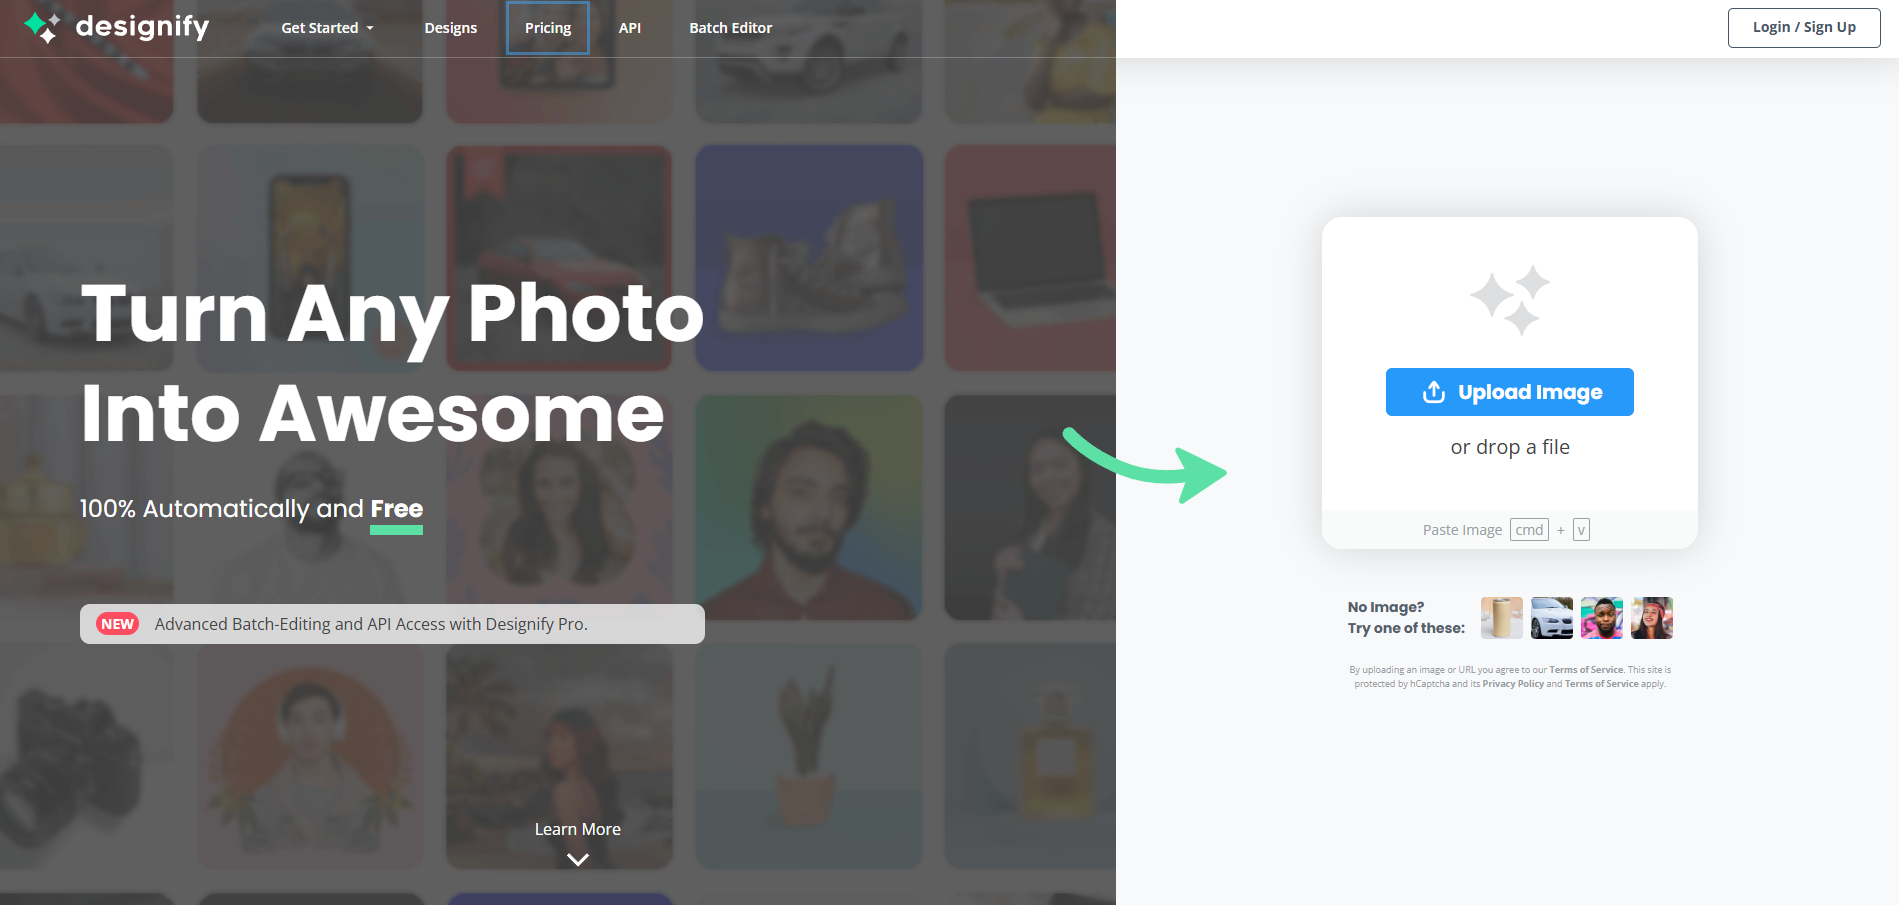 designify
Get Started
Designs
Pricing
API
Batch Editor
Login / Sign Up
Turn Any Photo
Into Awesome
100% Automatically and Free
NEW Advanced Batch-Editing and API Access with Designify Pro.
Learn More
Upload Image
or drop a file
Paste Image cmd + v
No Image?
Try one of these:
By uploading an image or URL you agree to our Terms of Service. This site is
protected by hCaptcha and its Privacy Policy and Terms of Service apply.